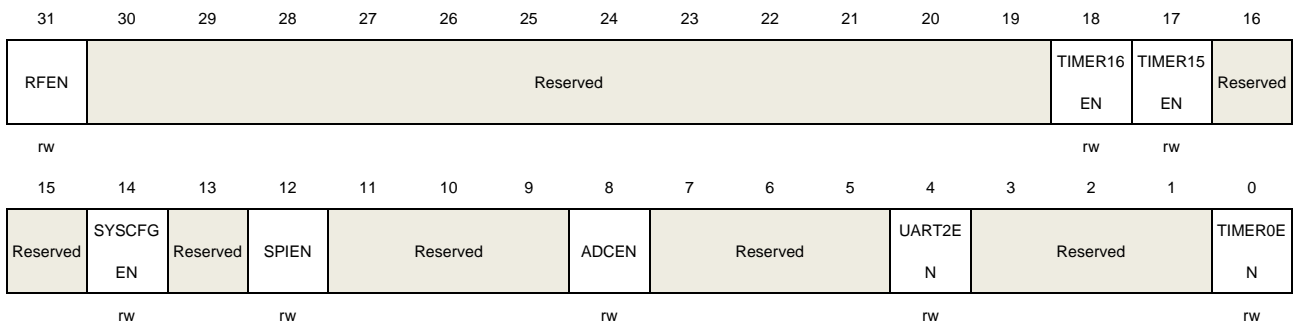 31 30 29 28 27 26 25 24 23 22 21 20 19 18 17 16
RFEN Reserved TIMER16 TIMER15 Reserved
EN EN
rw rw rw
15 14 13 12 11 10 9 8 7 6 5 4 3 2 1 0
Reserved SYSCFG Reserved SPIEN Reserved ADCEN Reserved UART2E Reserved TIMER0E
EN N N
rw rw rw rw rw